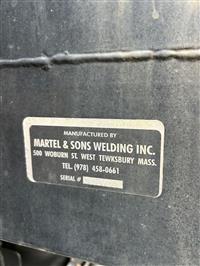 MANUFACTURED BY
MARTEL & SONS WELDING INC.
500 WOBURN ST. WEST TEWKSBURY MASS.
TEL. (978) 458-0661
SERIAL #